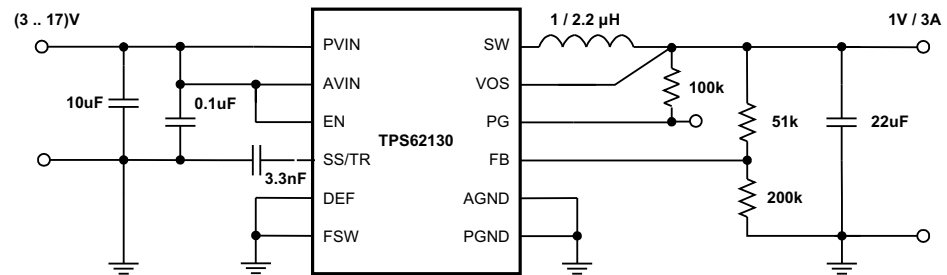 (3 .. 17)V
1 / 2.2 µH
1V / 3A
PVIN
SW
AVIN
VOS
100k
10uF
0.1uF
EN
PG
51k
22uF
TPS62130
SS/TR
FB
3.3nF
DEF
AGND
200k
FSW
PGND